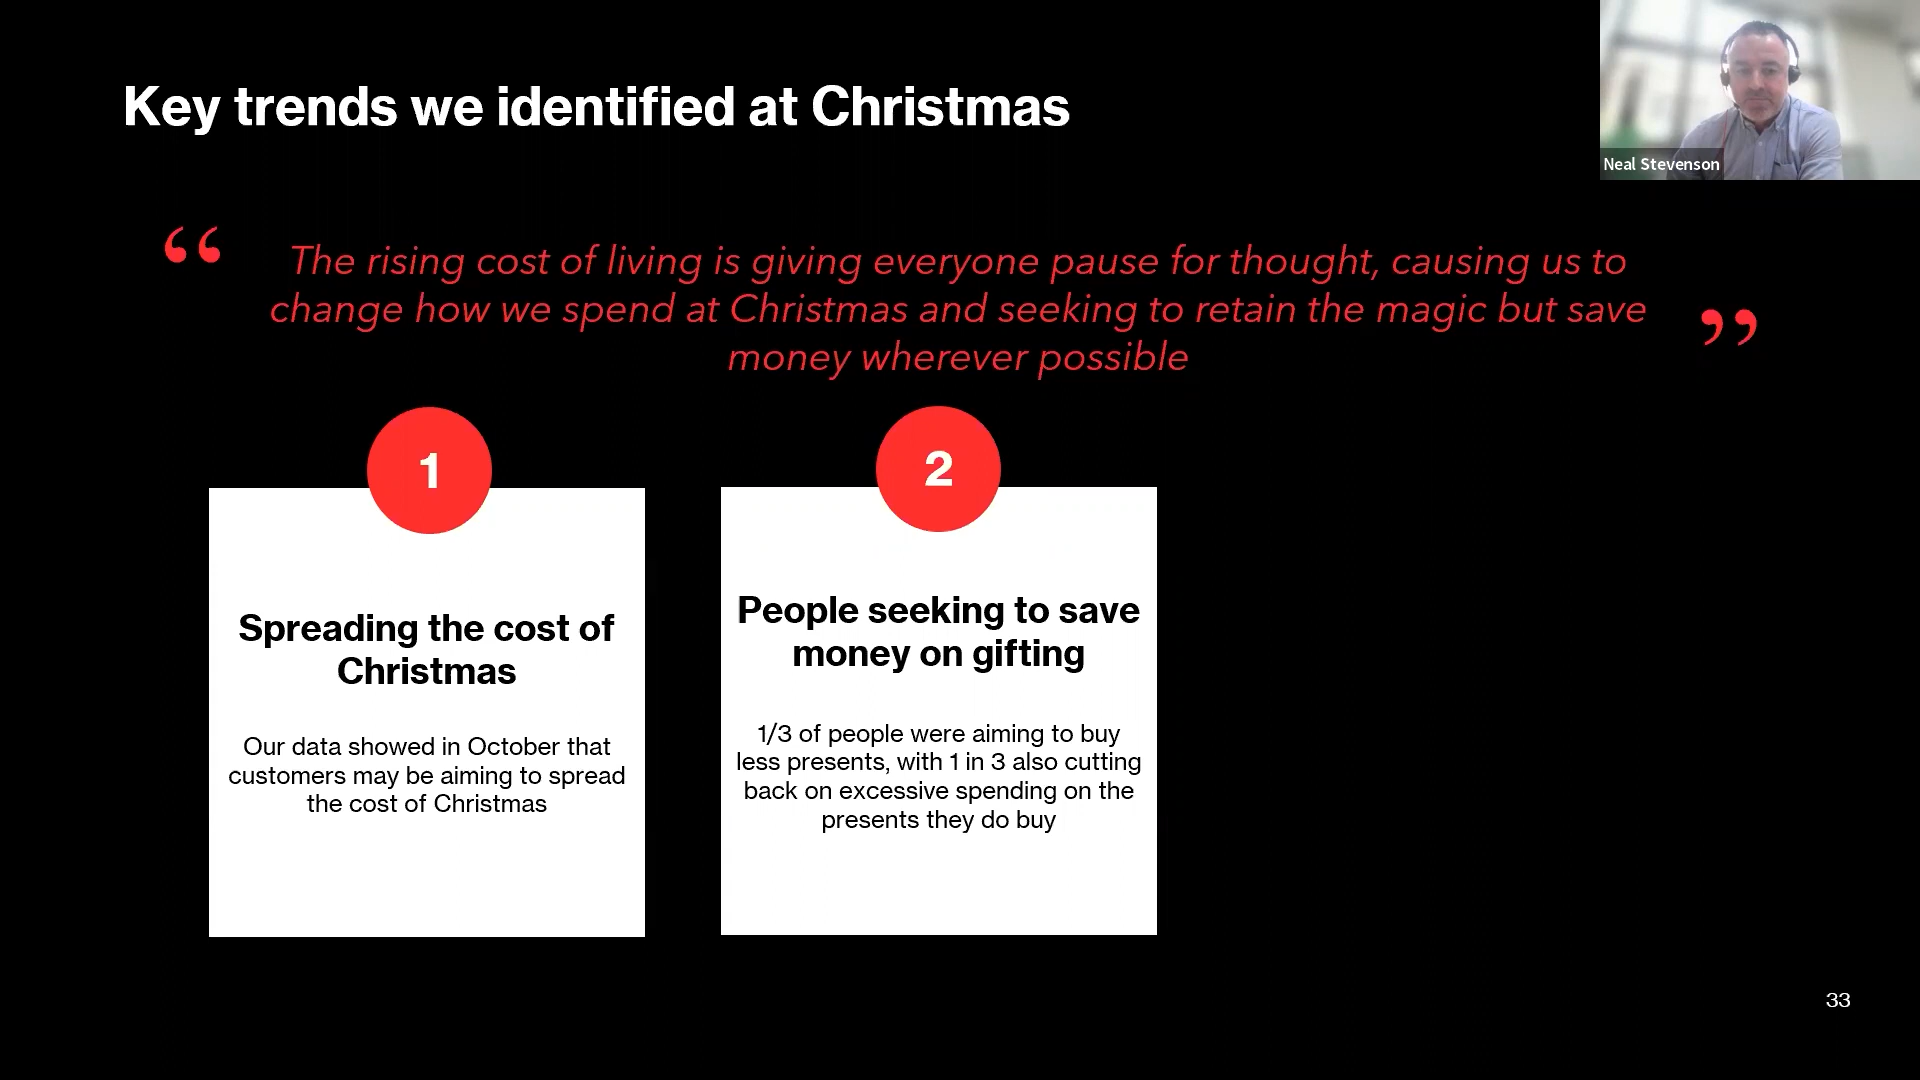 Key trends we identified at Christmas
Neal Stevenson
“ The rising cost of living is giving everyone pause for thought, causing us to
change how we spend at Christmas and seeking to retain the magic but save
money wherever possible ”
1
Spreading the cost of
Christmas
Our data showed in October that
customers may be aiming to spread
the cost of Christmas
2
People seeking to save
money on gifting
1/3 of people were aiming to buy
less presents, with 1 in 3 also cutting
back on excessive spending on the
presents they do buy
33